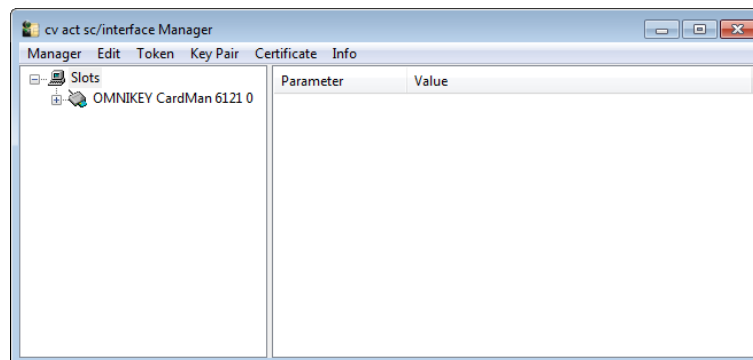 cv act sc/interface Manager
Manager Edit Token Key Pair Certificate Info
Slots
OMNIKEY CardMan 6121 0
Parameter Value